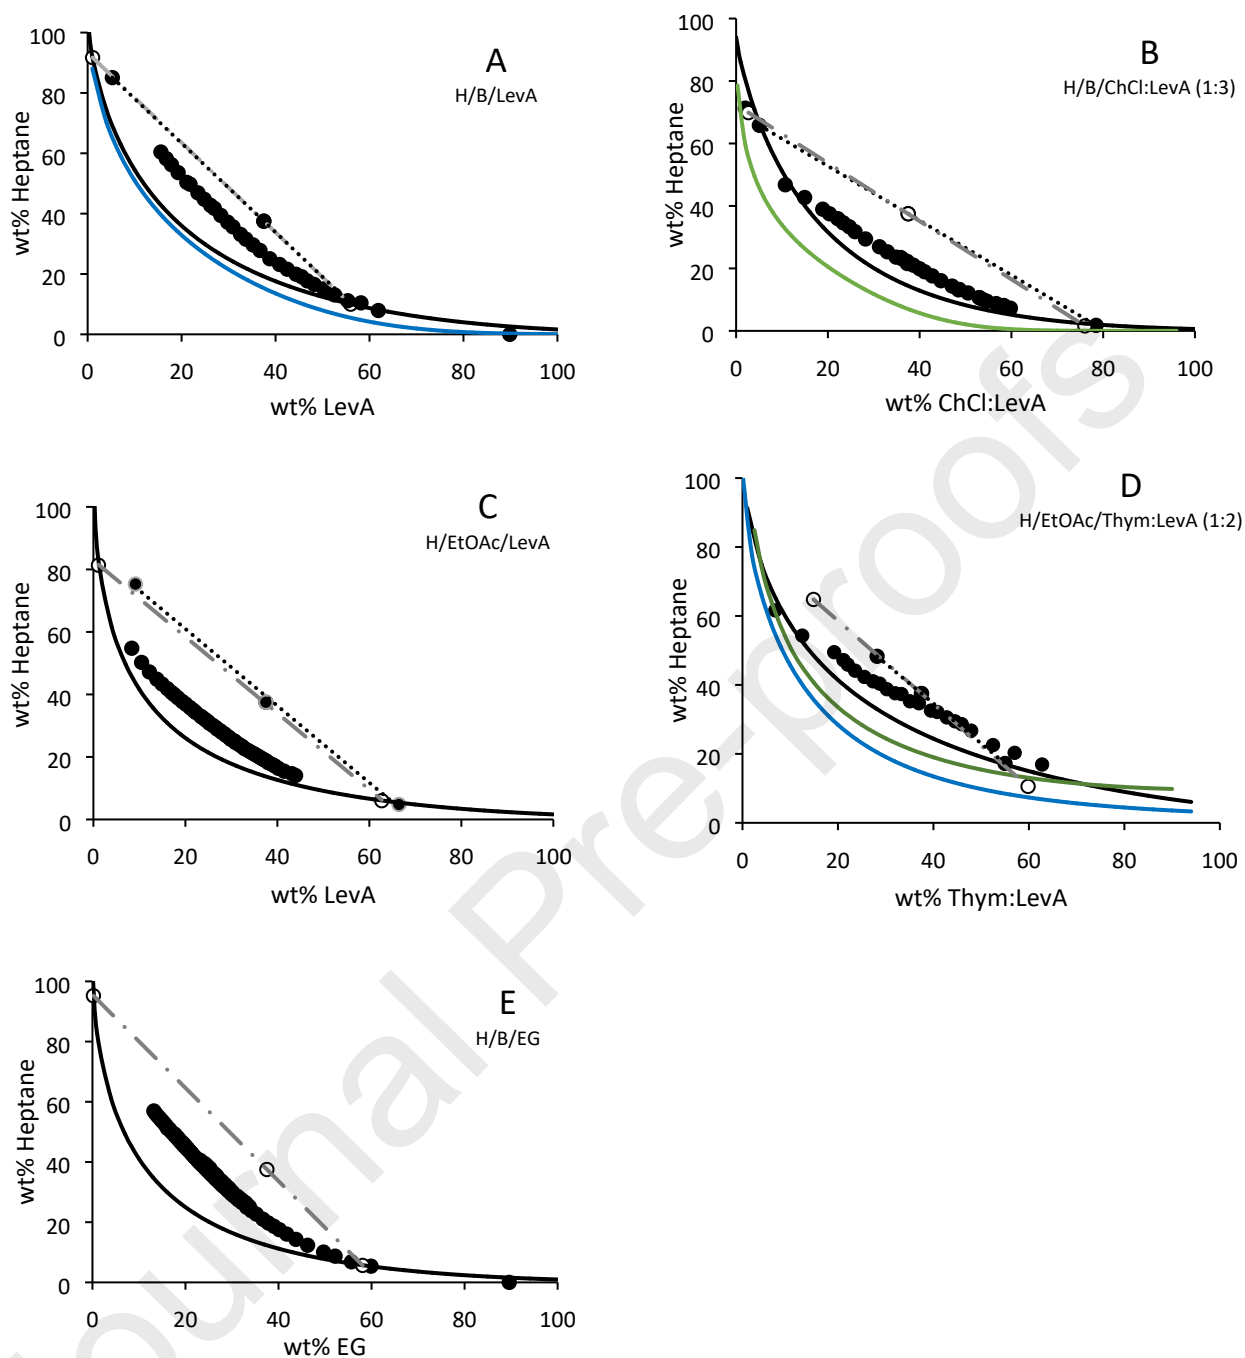 A
H/B/LevA
wt% Heptane
100
80
60
40
20
0
0 20 40 60 80 100
wt% LevA
B
H/B/ChCl:LevA (1:3)
wt% Heptane
100
80
60
40
20
0
0 20 40 60 80 100
wt% ChCl:LevA
C
H/EtOAc/LevA
wt% Heptane
100
80
60
40
20
0
0 20 40 60 80 100
wt% LevA
D
H/EtOAc/Thym:LevA (1:2)
wt% Heptane
100
80
60
40
20
0
0 20 40 60 80 100
wt% Thym:LevA
E
H/B/EG
wt% Heptane
100
80
60
40
20
0
0 20 40 60 80 100
wt% EG
Journal Pre-proofs